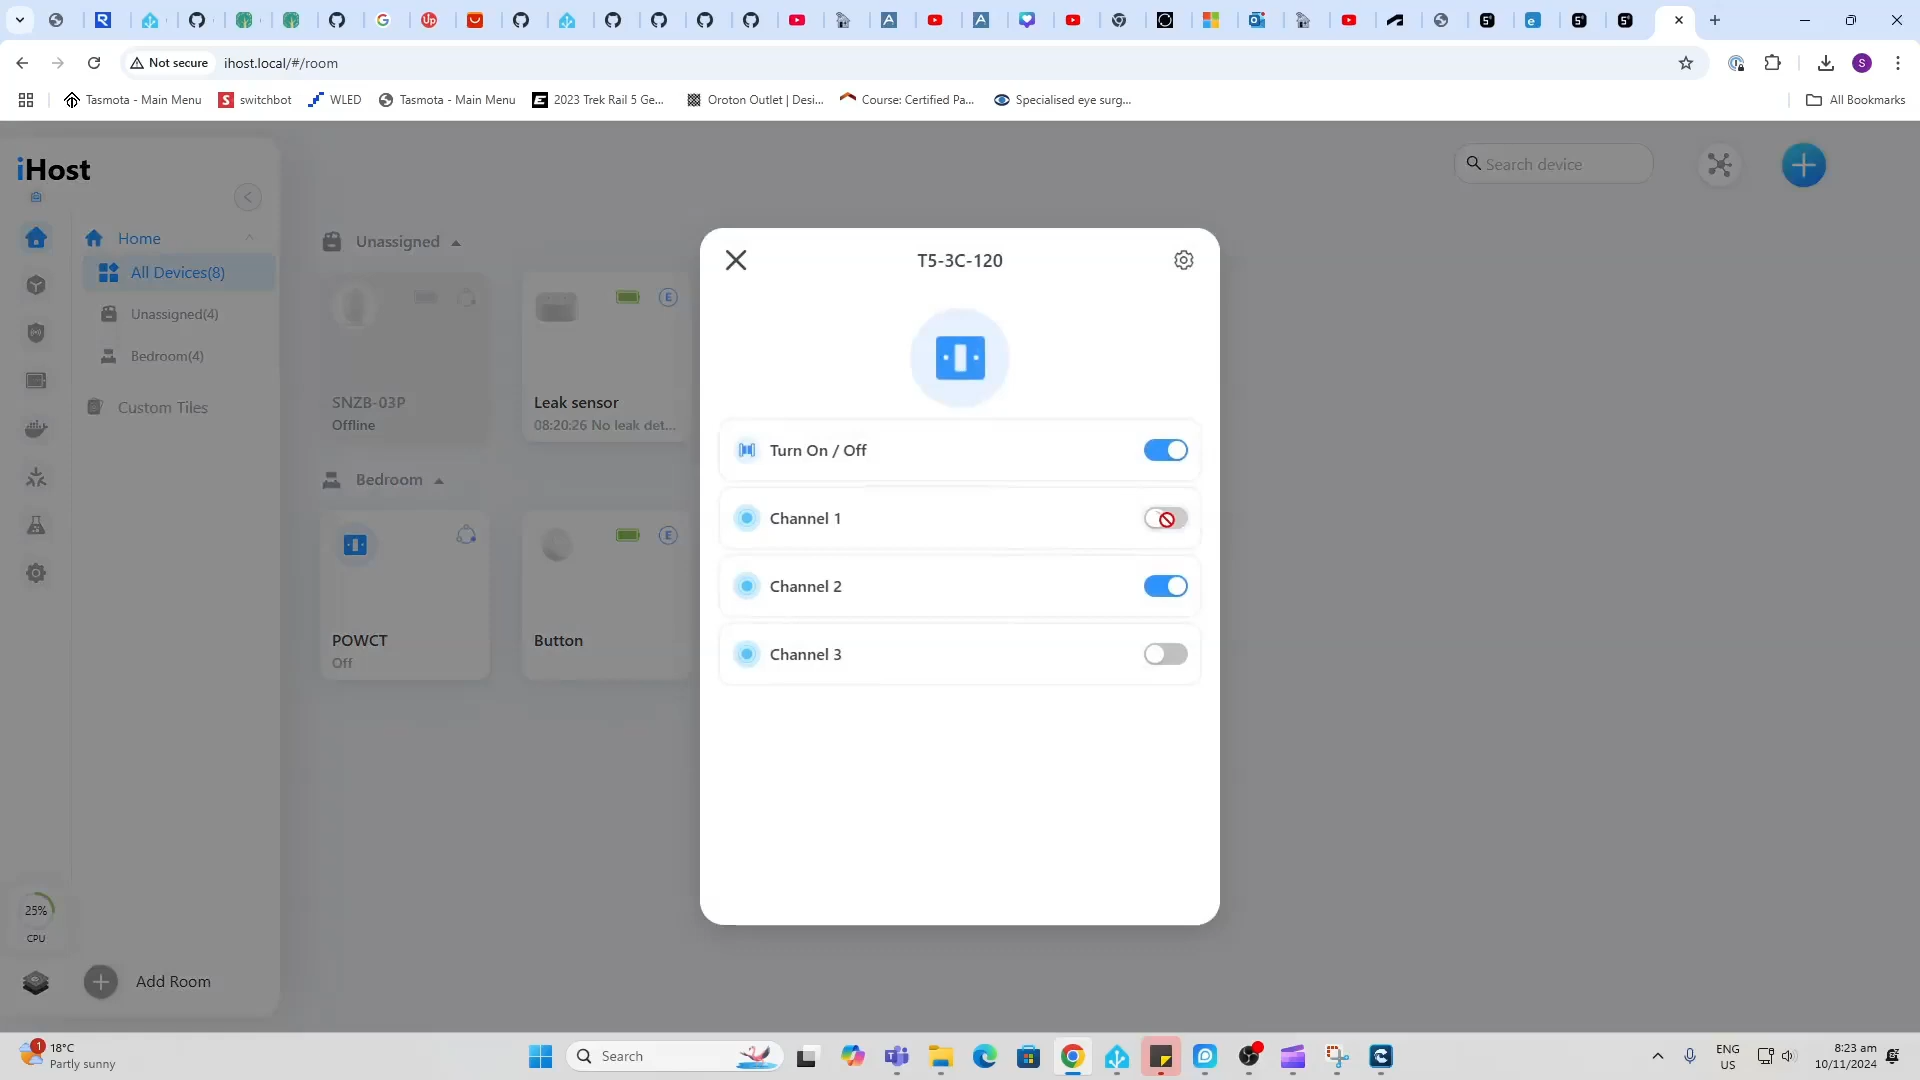 Not secure
ihost.local/#/room
Tasmota - Main Menu
switchbot
WLED
Tasmota - Main Menu
2023 Trek Rail 5 Ge...
Oroton Outlet | Desi...
Course: Certified Pa...
Specialised eye surg...
All Bookmarks
iHost
Search device
Home
All Devices(8)
Unassigned(4)
Bedroom(4)
Custom Tiles
Unassigned
SNZB-03P
Offline
E
Leak sensor
08:20:26 No leak det...
Bedroom
POWCT
Off
E
Button
T5-3C-120
Turn On / Off
Channel 1
Channel 2
Channel 3
25%
CPU
Add Room
1
18°C
Partly sunny
Search
ENG
US
8:23 am
10/11/2024